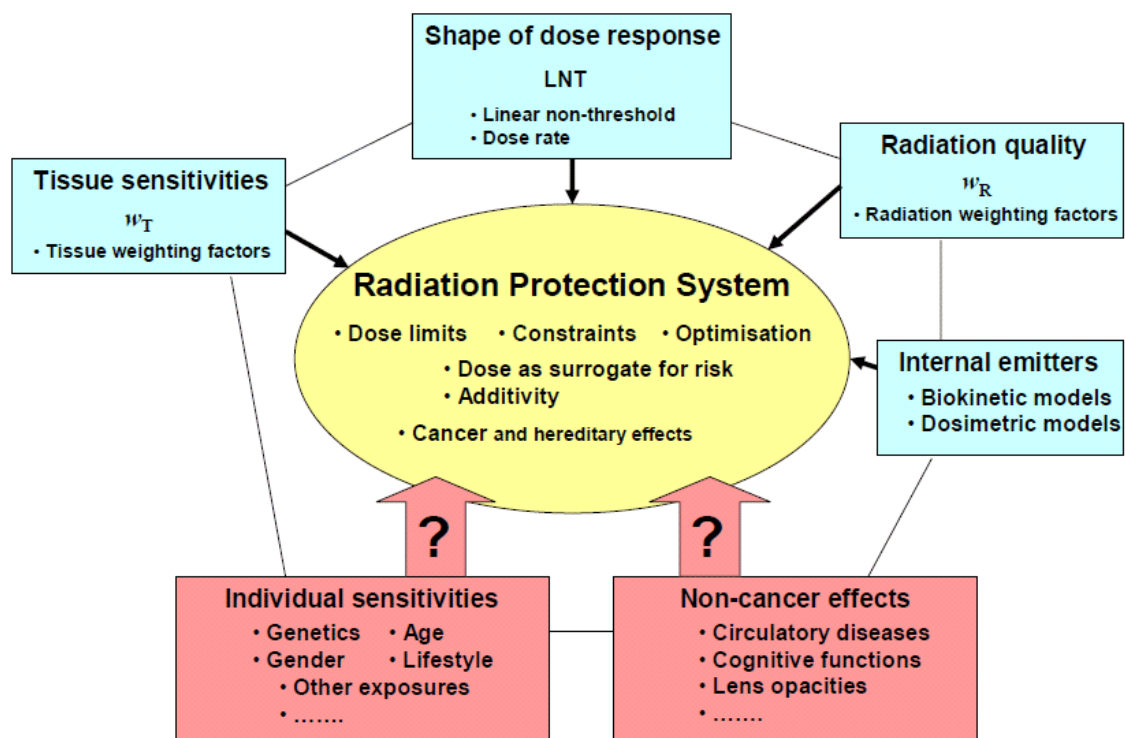 Shape of dose response
LNT
• Linear non-threshold
• Dose rate
Tissue sensitivities
wT
• Tissue weighting factors
Radiation quality
wR
• Radiation weighting factors
Radiation Protection System
• Dose limits • Constraints • Optimisation
• Dose as surrogate for risk
• Additivity
• Cancer and hereditary effects
Internal emitters
• Biokinetic models
• Dosimetric models
?
?
Individual sensitivities
• Genetics • Age
• Gender • Lifestyle
• Other exposures
• …….
Non-cancer effects
• Circulatory diseases
• Cognitive functions
• Lens opacities
• …….